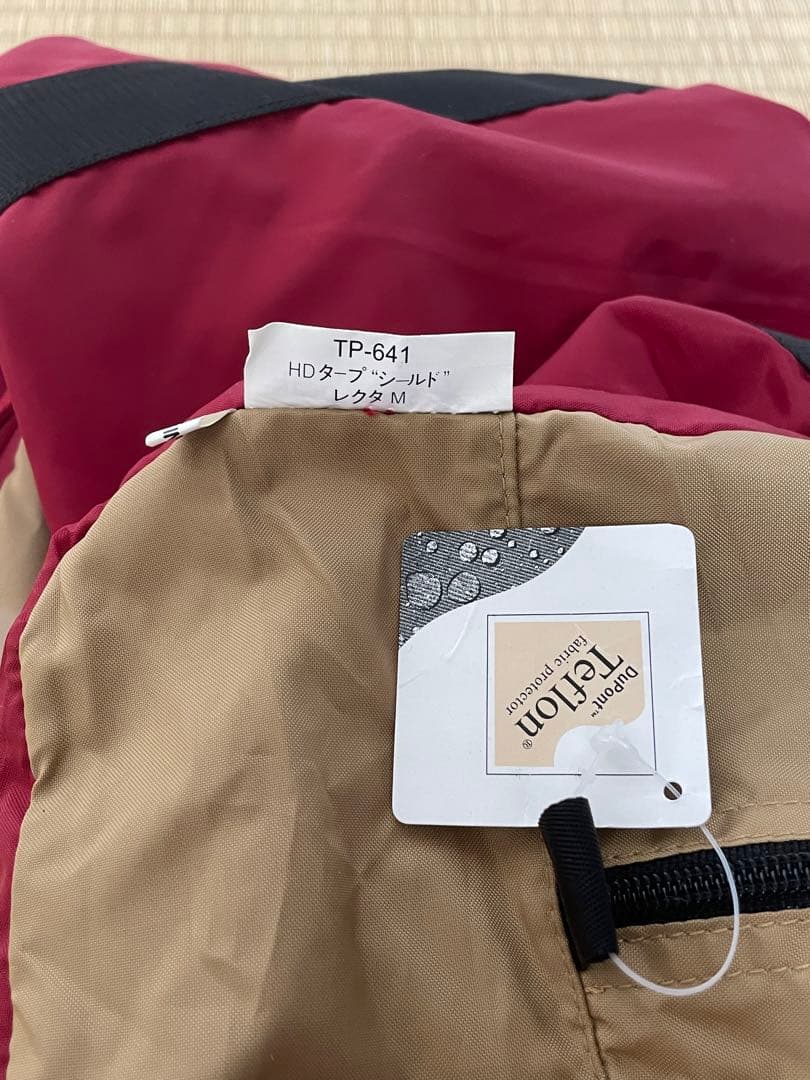 TP-641
HDタープ“シールド”
レクタ M
DuPont™
Teflon®
fabric protector